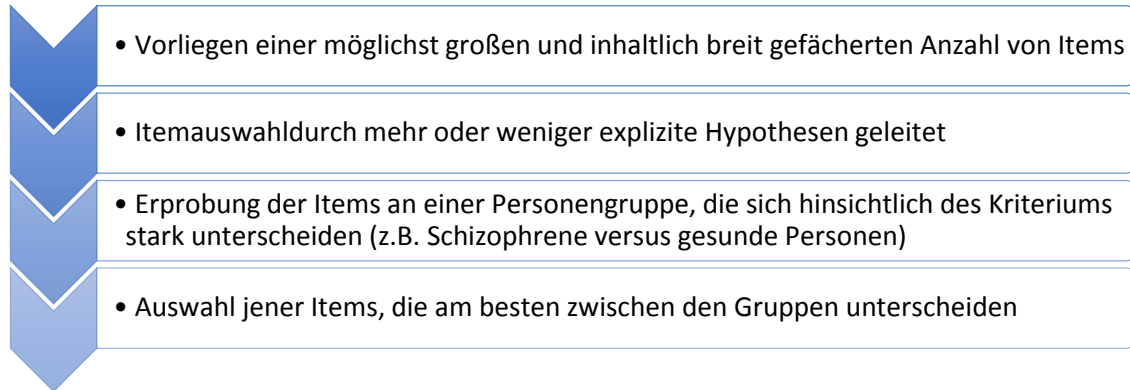 • Vorliegen einer möglichst großen und inhaltlich breit gefächerten Anzahl von Items
• Itemauswahldurch mehr oder weniger explizite Hypothesen geleitet
• Erprobung der Items an einer Personengruppe, die sich hinsichtlich des Kriteriums
stark unterscheiden (z.B. Schizophrene versus gesunde Personen)
• Auswahl jener Items, die am besten zwischen den Gruppen unterscheiden